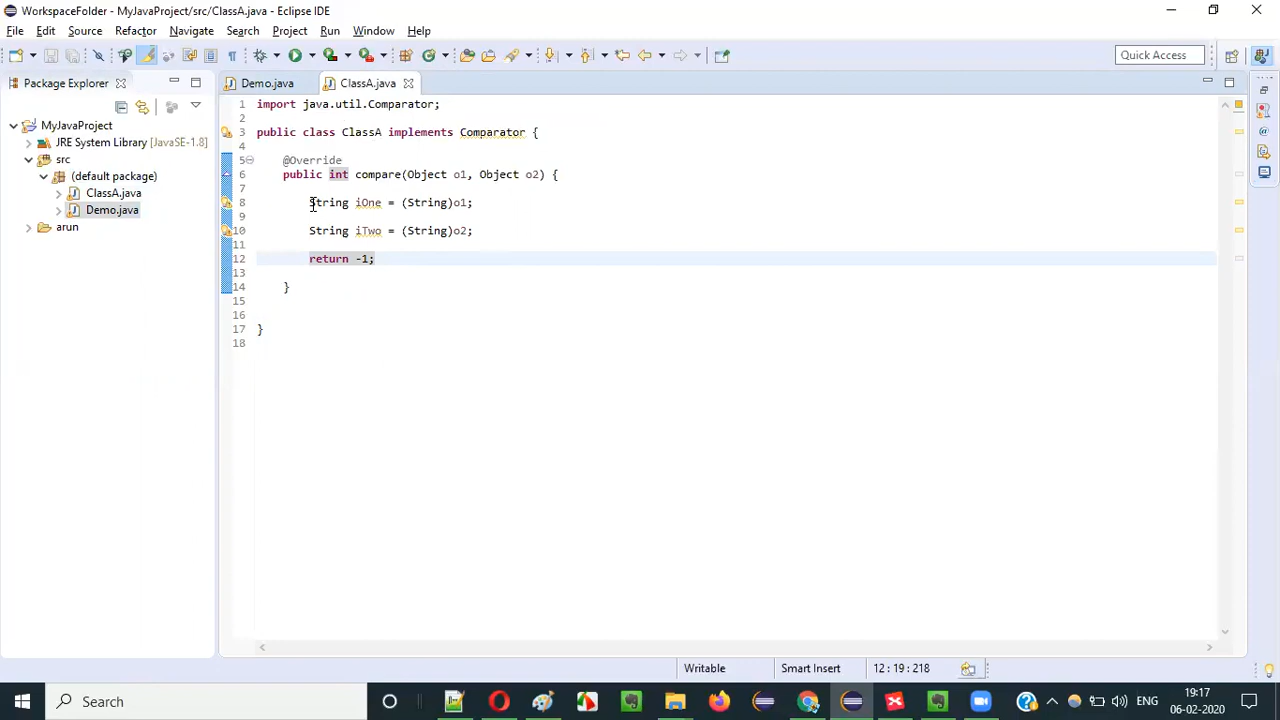 WorkspaceFolder - MyJavaProject/src/ClassA.java - Eclipse IDE
File Edit Source Refactor Navigate Search Project Run Window Help
Quick Access
Package Explorer
Demo.java
ClassA.java
MyJavaProject
JRE System Library [JavaSE-1.8]
src
(default package)
ClassA.java
Demo.java
arun
1 import java.util.Comparator;
2
3 public class ClassA implements Comparator {
4
5 @Override
6 public int compare(Object o1, Object o2) {
7
8 String iOne = (String)o1;
9
10 String iTwo = (String)o2;
11
12 return -1;
13
14 }
15
16
17 }
18
Writable Smart Insert 12 : 19 : 218
Search
ENG
19:17
06-02-2020